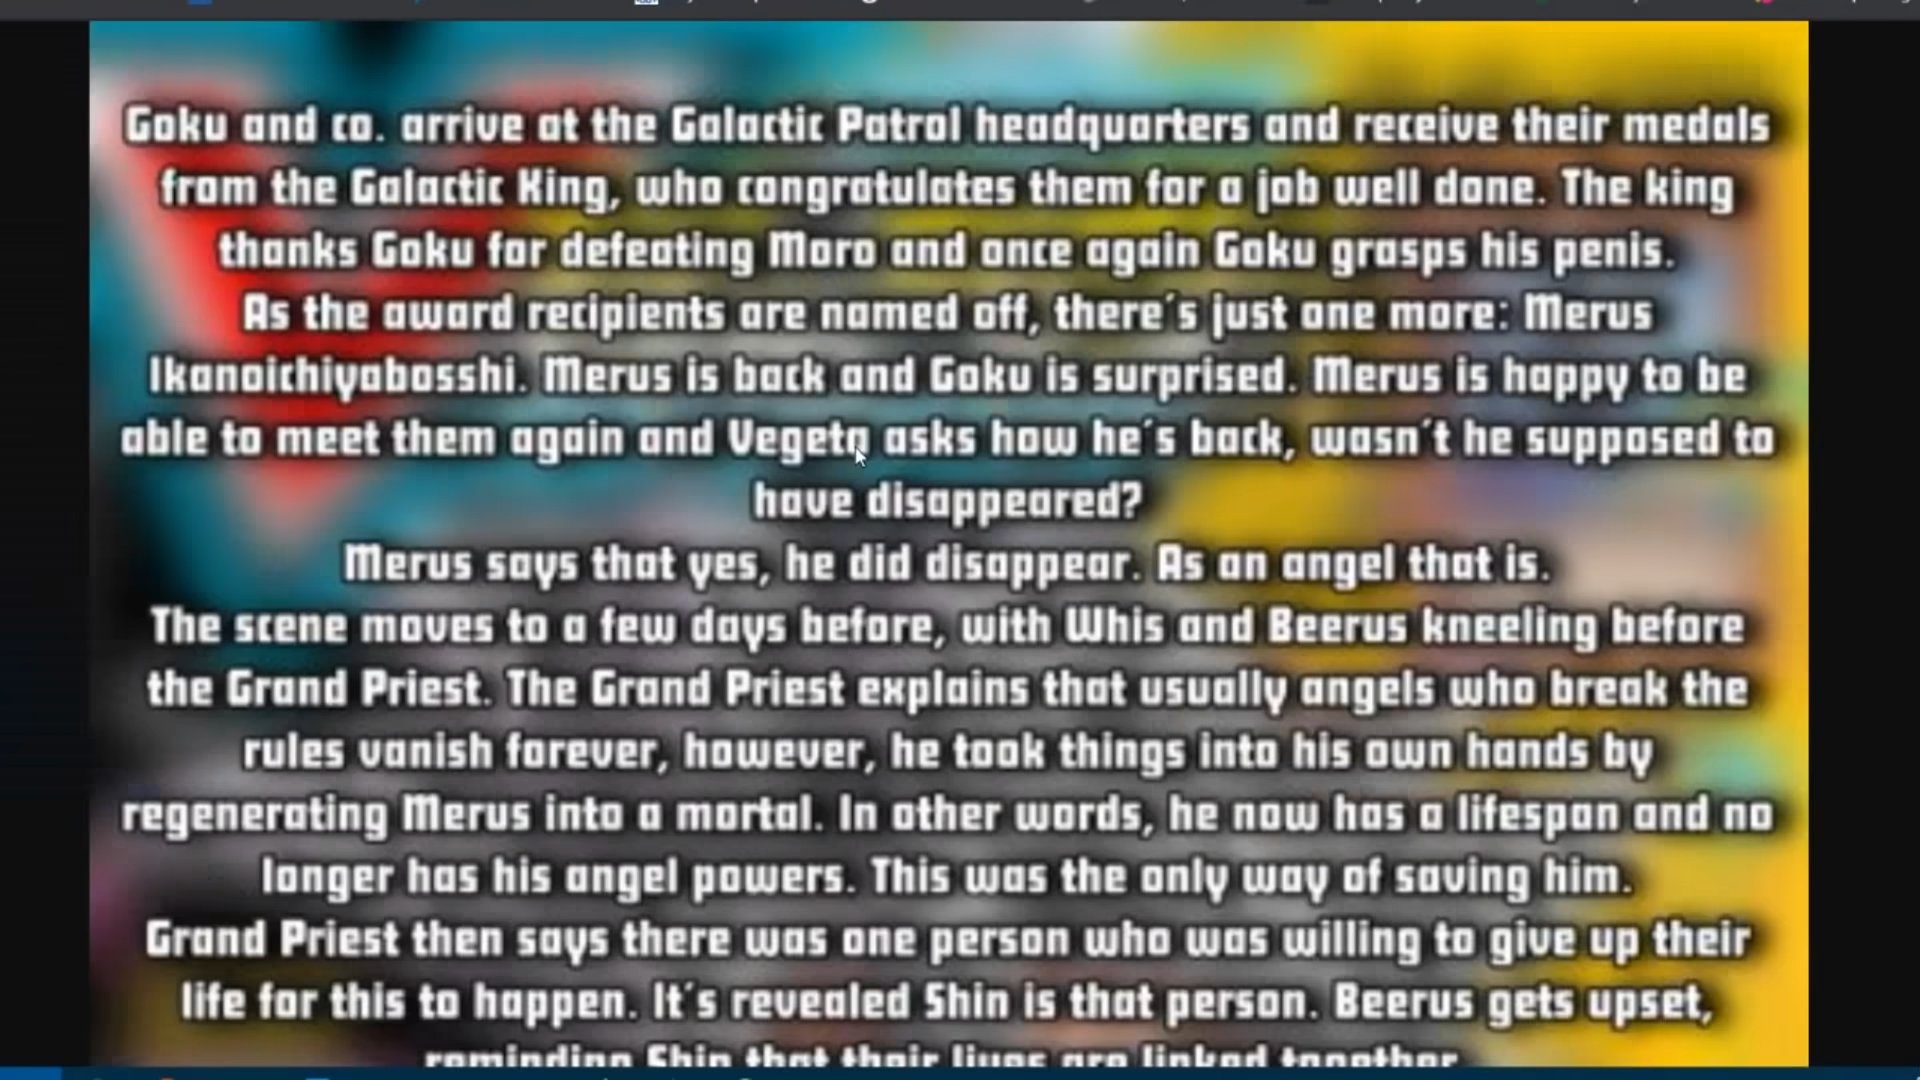 Goku and co. arrive at the Galactic Patrol headquarters and receive their medals
from the Galactic King, who congratulates them for a job well done. The king
thanks Goku for defeating Moro and once again Goku grasps his penis.
As the award recipients are named off, there's just one more: Merus
Ikanoichiyabosshi. Merus is back and Goku is surprised. Merus is happy to be
able to meet them again and Vegeta asks how he's back, wasn't he supposed to
have disappeared?
Merus says that yes, he did disappear. As an angel that is.
The scene moves to a few days before, with Whis and Beerus kneeling before
the Grand Priest. The Grand Priest explains that usually angels who break the
rules vanish forever, however, he took things into his own hands by
regenerating Merus into a mortal. In other words, he now has a lifespan and no
longer has his angel powers. This was the only way of saving him.
Grand Priest then says there was one person who was willing to give up their
life for this to happen. It's revealed Shin is that person. Beerus gets upset,
reminding Shin that their lives are linked together